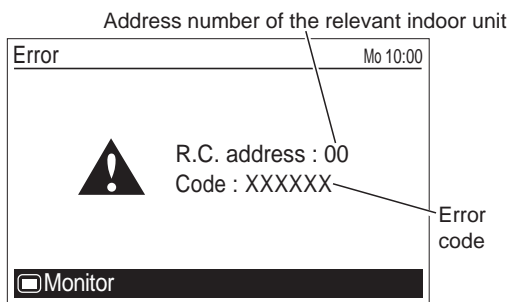 Address number of the relevant indoor unit
Error Mo 10:00
R.C. address : 00
Code : XXXXXX
Error
code
Monitor